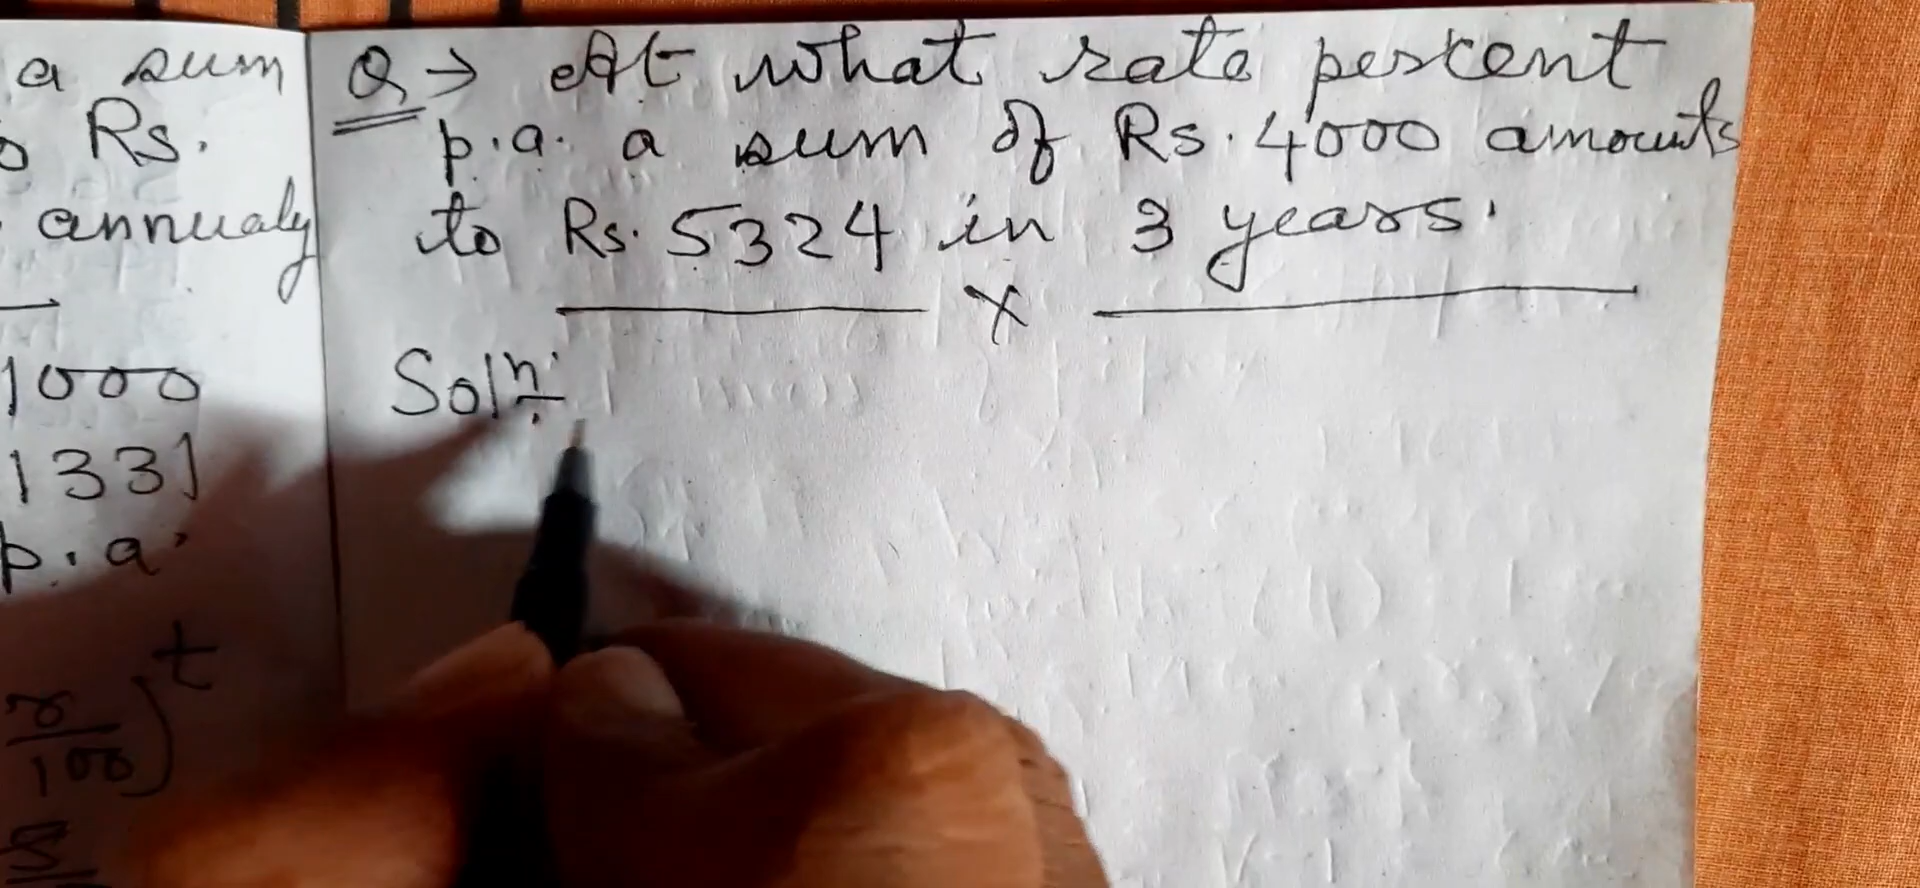 a sum
Rs.
annualy
1000
1331
p.a.
Q → At what rate percent
p.a. a sum of Rs. 4000 amounts
to Rs. 5324 in 3 years.
x
Soln: